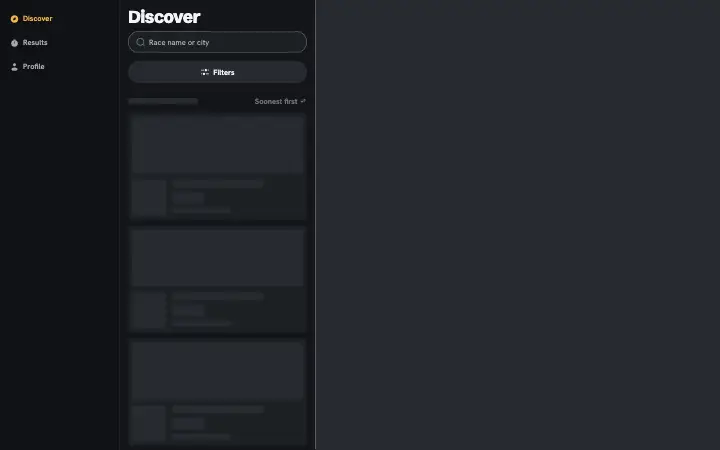 Discover
Results
Profile
Discover
Race name or city
Filters
Soonest first